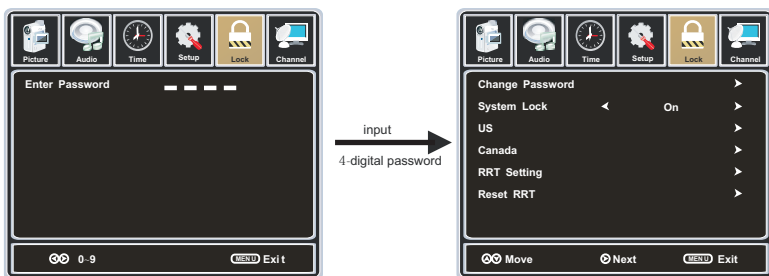 Picture Audio Time Setup Lock Channel
Enter Password
0~9 MENU Exit
input
4-digital password
Picture Audio Time Setup Lock Channel
Change Password
System Lock On
US
Canada
RRT Setting
Reset RRT
Move Next MENU Exit